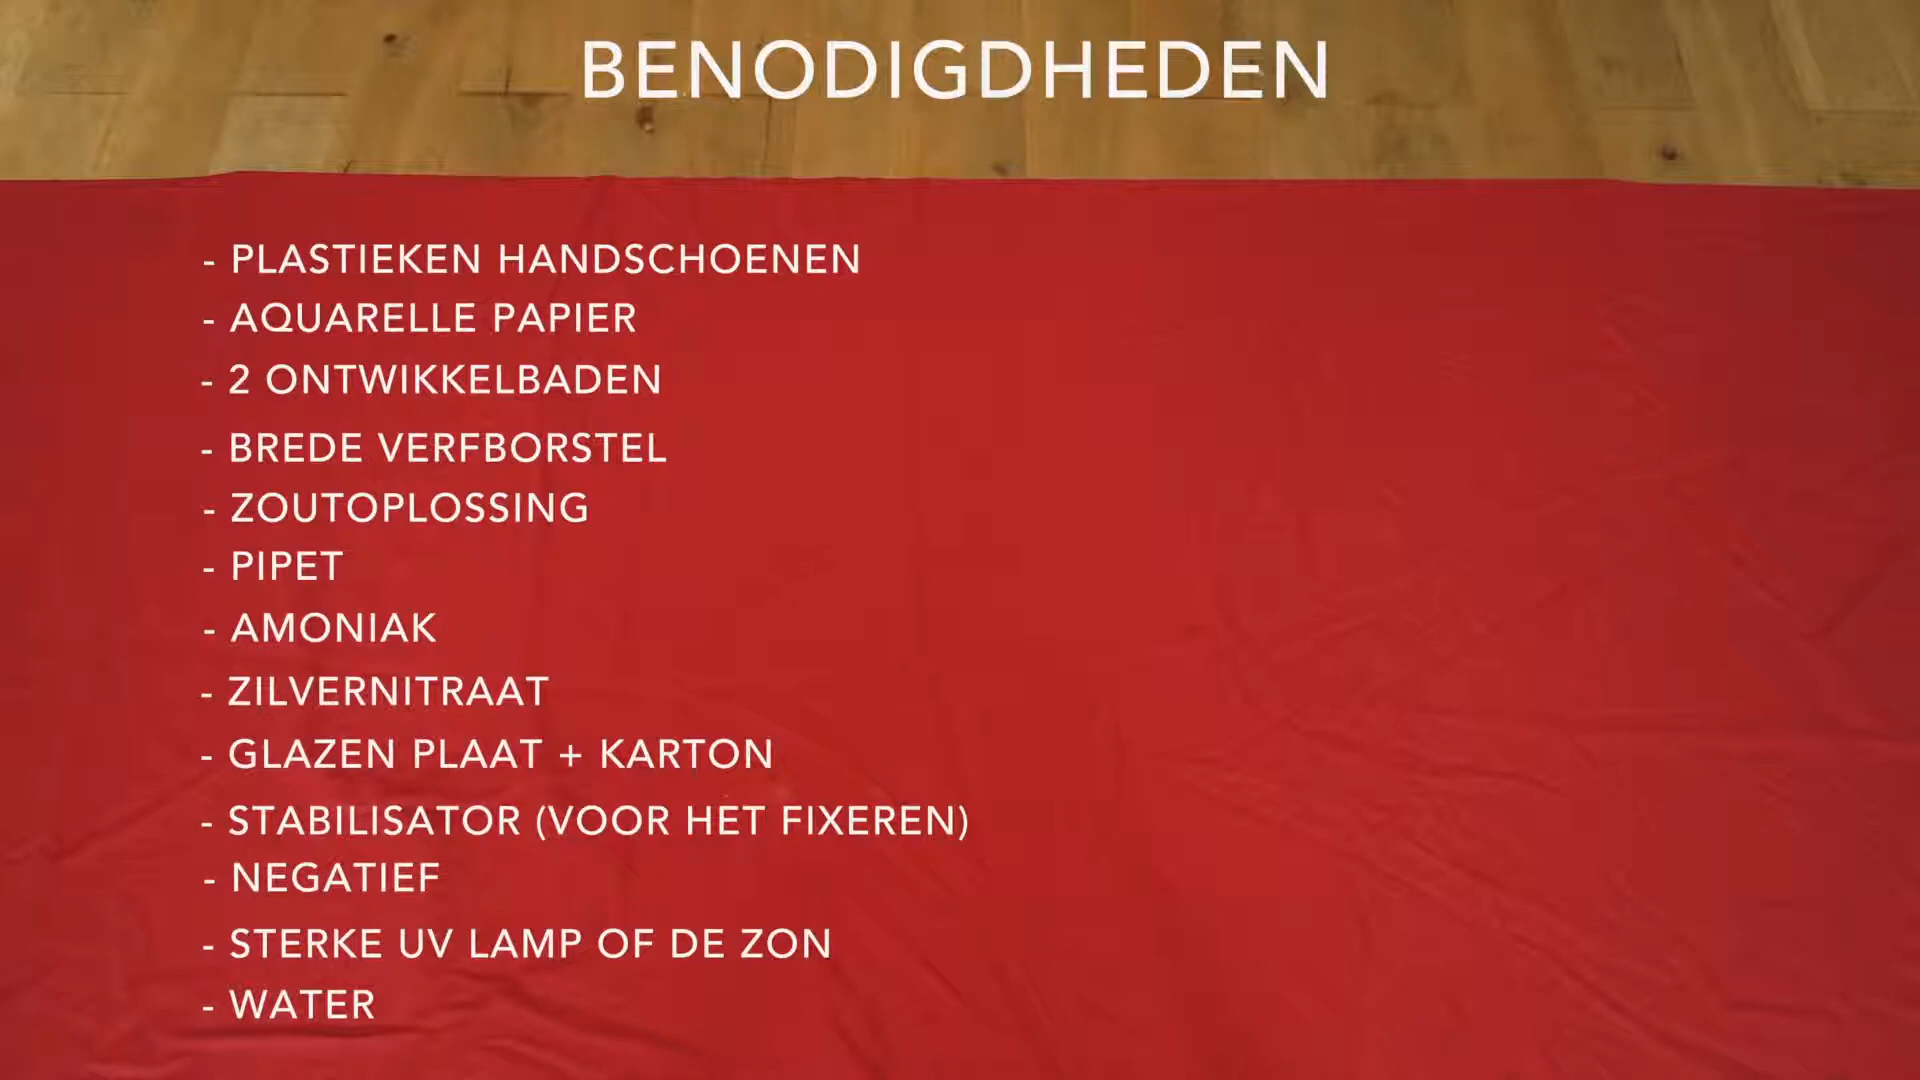 BENODIGDHEDEN
- PLASTIEKEN HANDSCHOENEN
- AQUARELLE PAPIER
- 2 ONTWIKKELBADEN
- BREDE VERFBORSTEL
- ZOUTOPLOSSING
- PIPET
- AMONIAK
- ZILVERNITRAAT
- GLAZEN PLAAT + KARTON
- STABILISATOR (VOOR HET FIXEREN)
- NEGATIEF
- STERKE UV LAMP OF DE ZON
- WATER